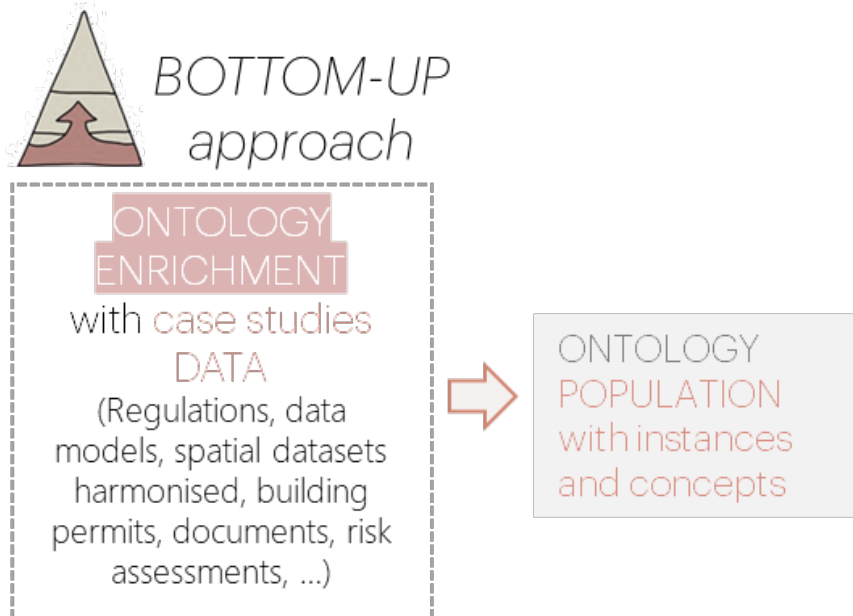 BOTTOM-UP
approach
ONTOLOGY
ENRICHMENT
with case studies
DATA
(Regulations, data
models, spatial datasets
harmonised, building
permits, documents, risk
assessments, ...)
ONTOLOGY
POPULATION
with instances
and concepts